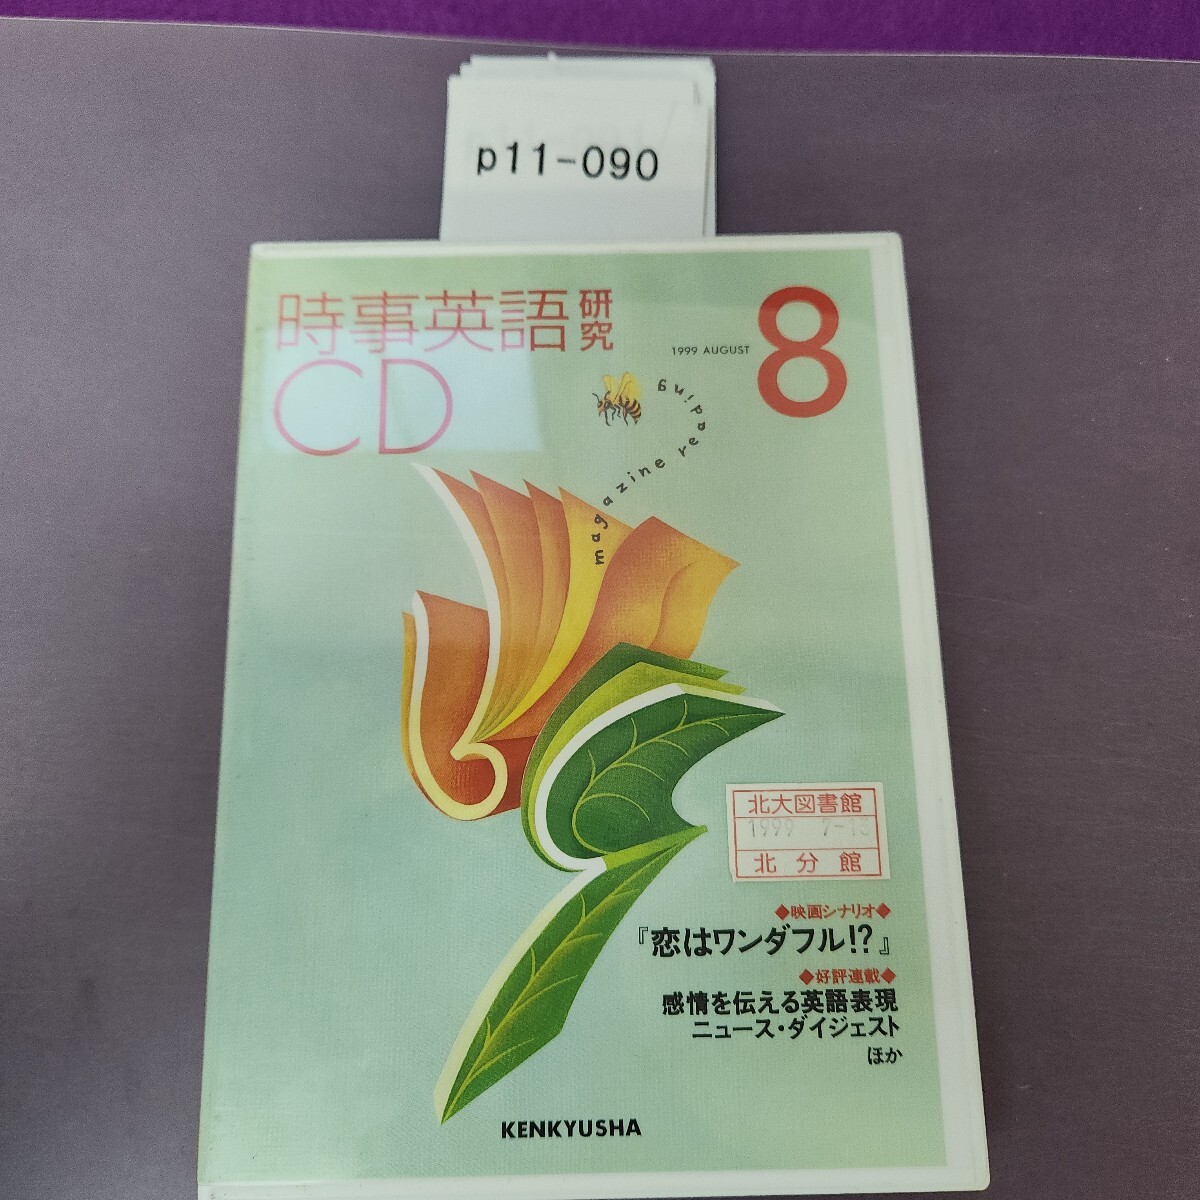 p11-090
時事英語研究
CD
1999 AUGUST 8
magazine reading
北大図書館
1999 7-13
北分館
◆映画シナリオ◆
『恋はワンダフル!?』
◆好評連載◆
感情を伝える英語表現
ニュース・ダイジェスト
ほか
KENKYUSHA